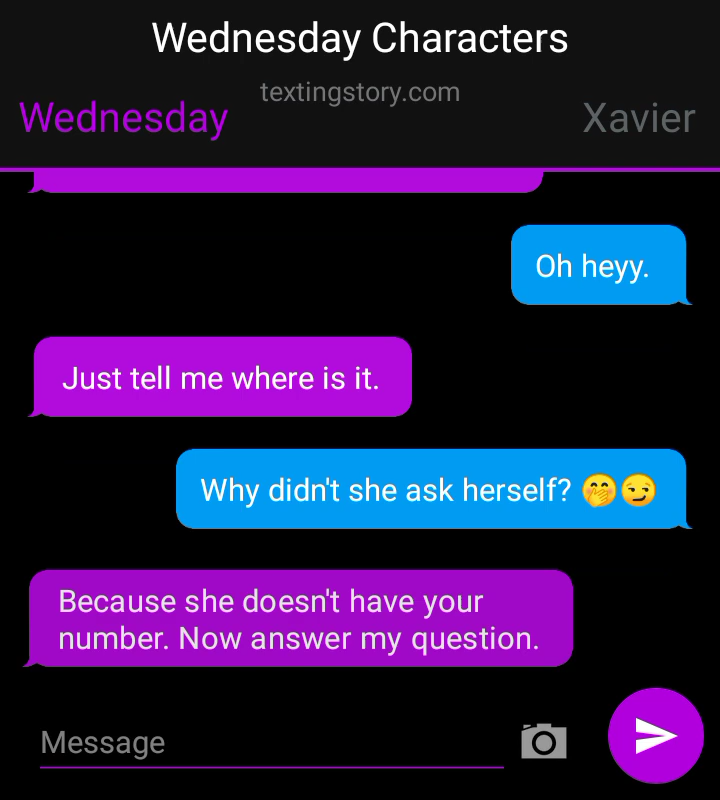 Wednesday Characters
textingstory.com
Wednesday
Xavier
Oh heyy.
Just tell me where is it.
Why didn't she ask herself? 🤭😏
Because she doesn't have your
number. Now answer my question.
Message